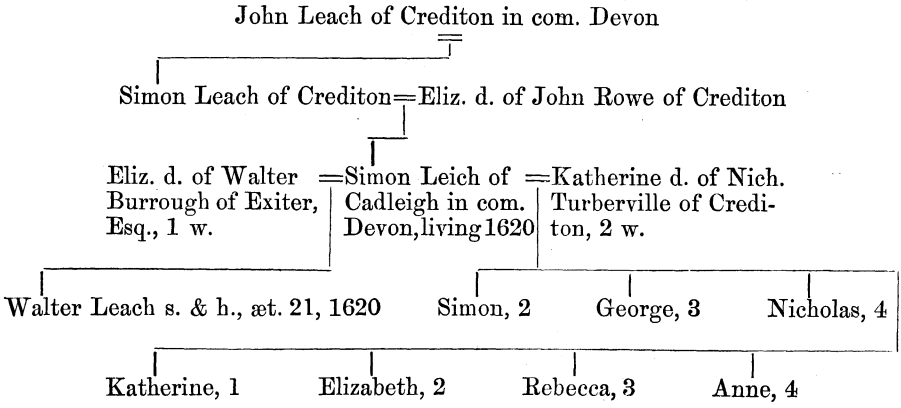 John Leach of Crediton in com. Devon
Simon Leach of Crediton=Eliz. d. of John Rowe of Crediton
Eliz. d. of Walter
Burrough of Exiter,
Esq., 1 w.
=Simon Leich of
Cadleigh in com.
Devon, living 1620
=Katherine d. of Nich.
Turberville of Credi-
ton, 2 w.
Walter Leach s. & h., æt. 21, 1620
Simon, 2
George, 3
Nicholas, 4
Katherine, 1
Elizabeth, 2
Rebecca, 3
Anne, 4